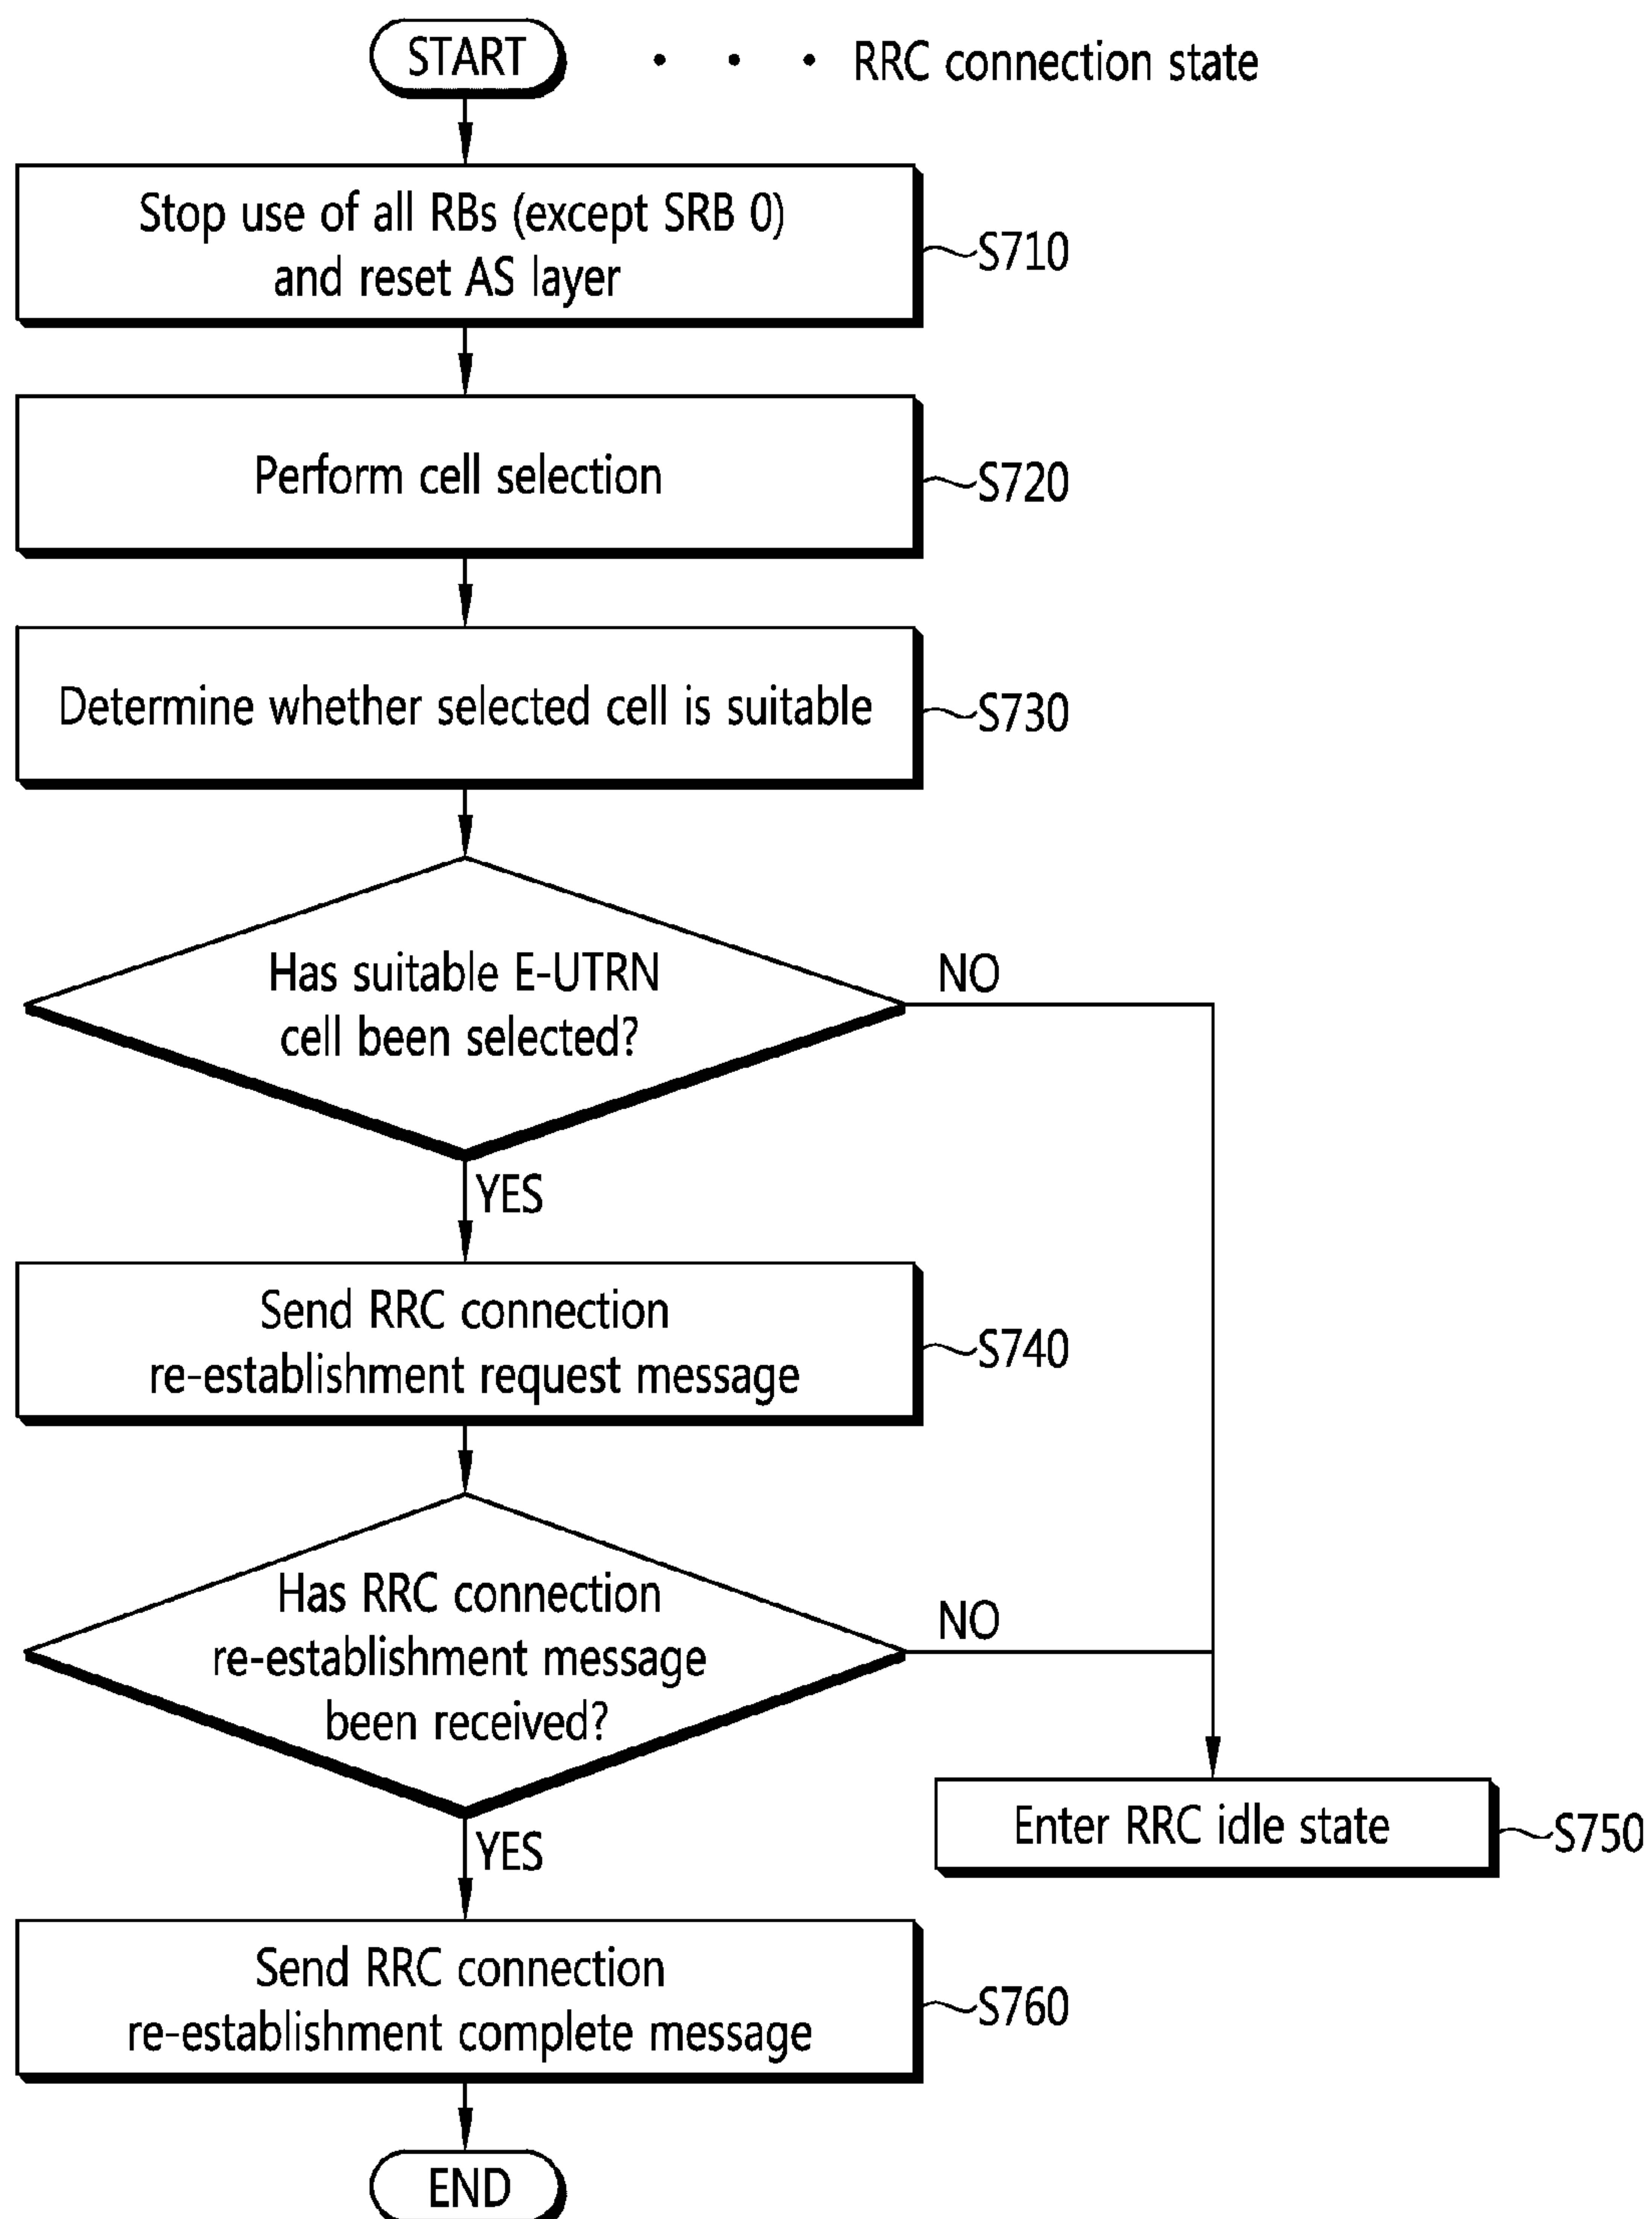 START
• • • RRC connection state
Stop use of all RBs (except SRB 0)
and reset AS layer
S710
Perform cell selection
S720
Determine whether selected cell is suitable
S730
Has suitable E-UTRN
cell been selected?
NO
YES
Send RRC connection
re-establishment request message
S740
Has RRC connection
re-establishment message
been received?
NO
YES
Enter RRC idle state
S750
Send RRC connection
re-establishment complete message
S760
END